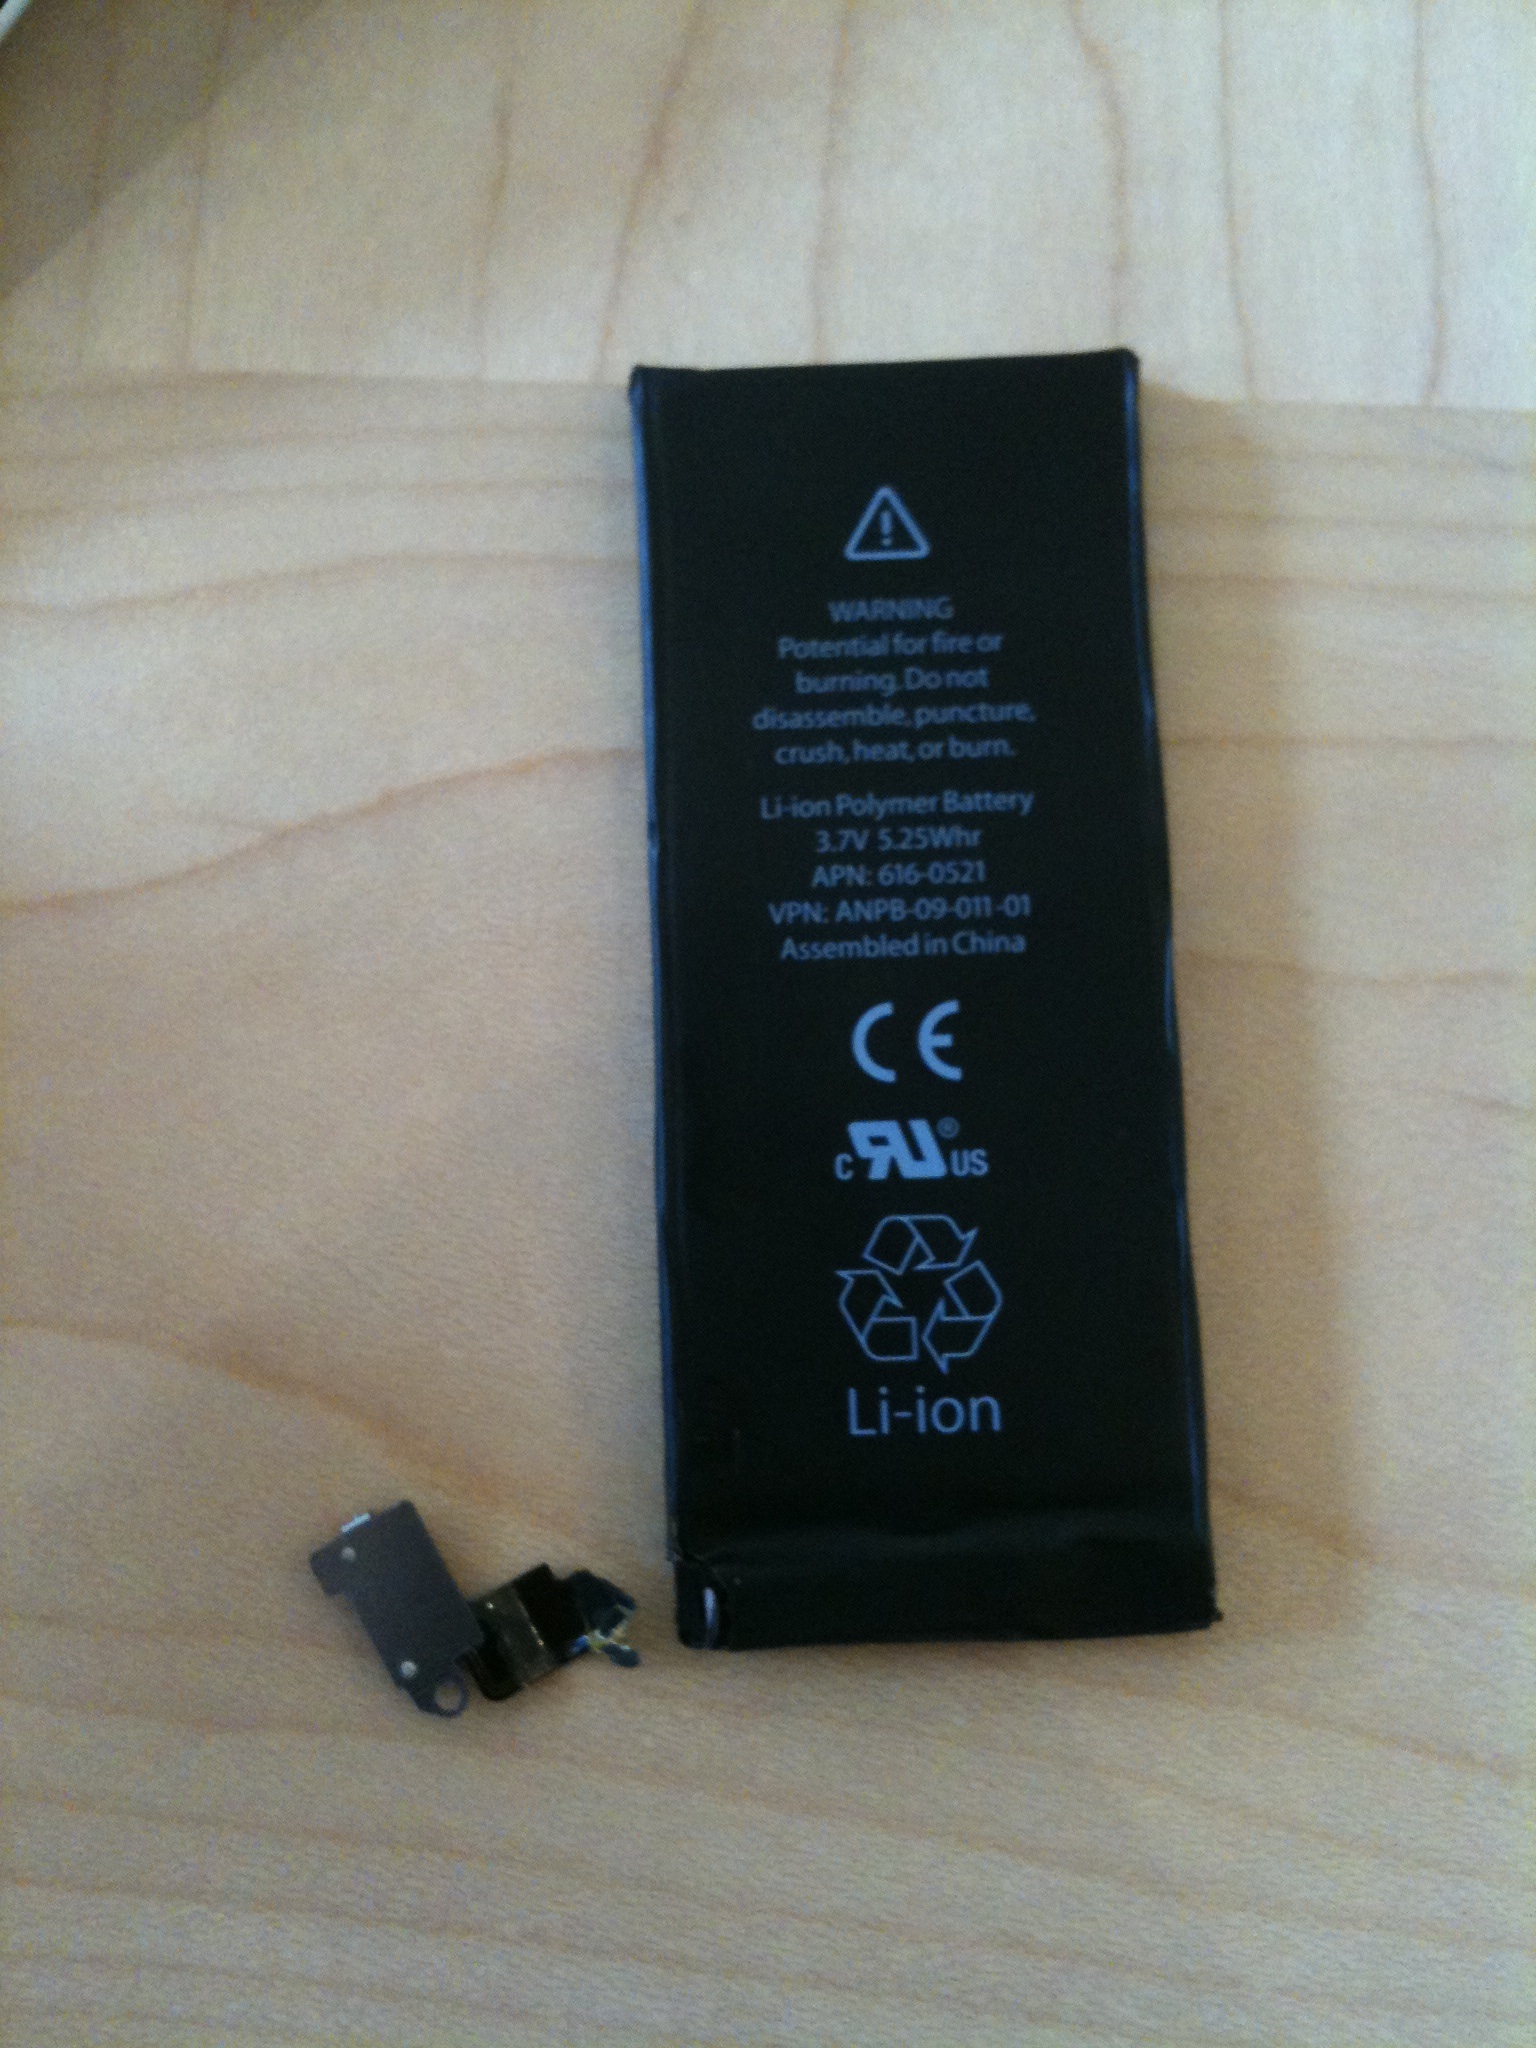 WARNING
Potential for fire or
burning. Do not
disassemble, puncture,
crush, heat, or burn.
Li-ion Polymer Battery
3.7V 5.25Whr
APN: 616-0521
VPN: ANPB-09-011-01
Assembled in China
CE
c RU ® US
Li-ion